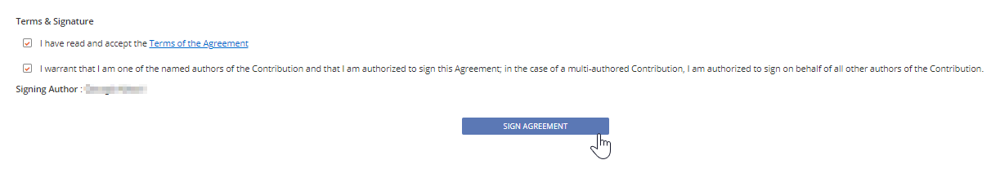 Terms & Signature
I have read and accept the Terms of the Agreement
I warrant that I am one of the named authors of the Contribution and that I am authorized to sign this Agreement; in the case of a multi-authored Contribution, I am authorized to sign on behalf of all other authors of the Contribution.
Signing Author :
SIGN AGREEMENT